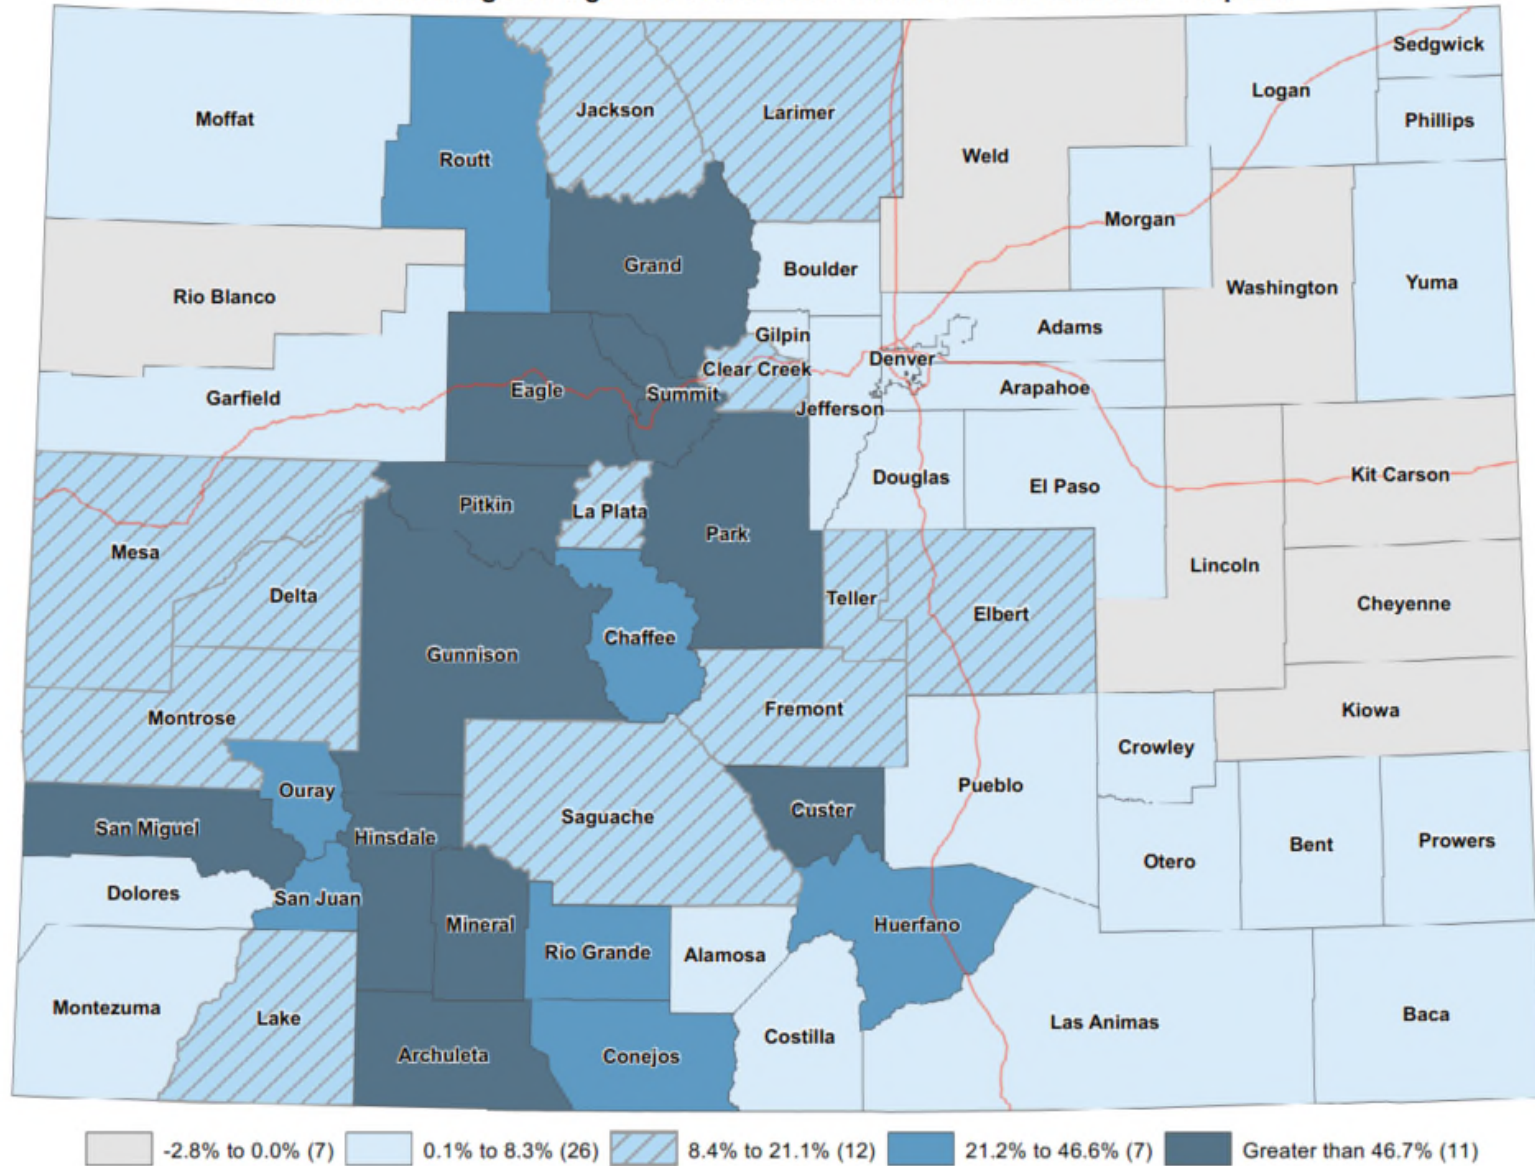 Sedgwick
Logan
Moffat
Jackson
Larimer
Phillips
Routt
Weld
Morgan
Grand
Boulder
Yuma
Rio Blanco
Washington
Gilpin
Adams
Denver
Clear Creek
Arapahoe
Eagle
Summit
Garfield
Jefferson
Kit Carson
Douglas
El Paso
Pitkin
La Plata
Park
Mesa
Lincoln
Delta
Teller
Cheyenne
Elbert
Chaffee
Gunnison
Fremont
Kiowa
Montrose
Crowley
Pueblo
Ouray
Custer
Saguache
San Miguel
Hinsdale
Prowers
Bent
Otero
Dolores
San Juan
Mineral
Huerfano
Rio Grande
Alamosa
Montezuma
Lake
Baca
Las Animas
Costilla
Archuleta
Conejos
-2.8% to 0.0% (7) 0.1% to 8.3% (26) 8.4% to 21.1% (12) 21.2% to 46.6% (7) Greater than 46.7% (11)